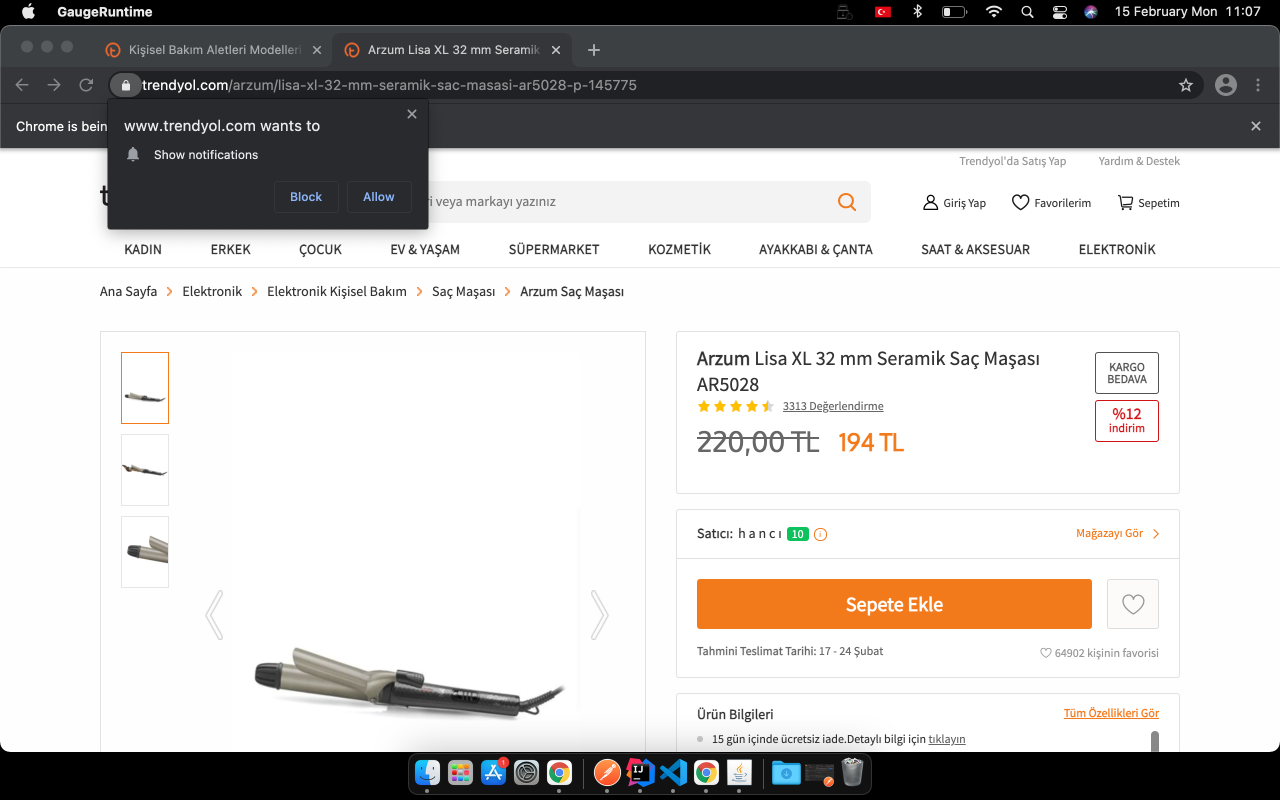 GaugeRuntime
15 February Mon 11:07
Kişisel Bakım Aletleri Modelleri
Arzum Lisa XL 32 mm Seramik
trendyol.com/arzum/lisa-xl-32-mm-seramik-sac-masasi-ar5028-p-145775
Chrome is bein
www.trendyol.com wants to
Show notifications
Block
Allow
Trendyol'da Satış Yap
Yardım & Destek
veya markayı yazınız
Giriş Yap
Favorilerim
Sepetim
KADIN
ERKEK
ÇOCUK
EV & YAŞAM
SÜPERMARKET
KOZMETİK
AYAKKABI & ÇANTA
SAAT & AKSESUAR
ELEKTRONİK
Ana Sayfa
Elektronik
Elektronik Kişisel Bakım
Saç Maşası
Arzum Saç Maşası
Arzum Lisa XL 32 mm Seramik Saç Maşası
AR5028
3313 Değerlendirme
220,00 TL 194 TL
KARGO
BEDAVA
%12
indirim
Satıcı: h a n c ı 10
Mağazayı Gör
Sepete Ekle
Tahmini Teslimat Tarihi: 17 - 24 Şubat
64902 kişinin favorisi
Ürün Bilgileri
Tüm Özellikleri Gör
15 gün içinde ücretsiz iade.Detaylı bilgi için tıklayın
1
IJ